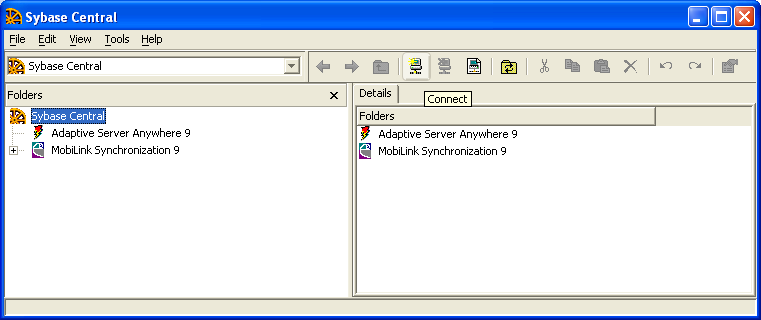 Sybase Central
File Edit View Tools Help
Sybase Central
Folders
Sybase Central
Adaptive Server Anywhere 9
MobiLink Synchronization 9
Details
Connect
Folders
Adaptive Server Anywhere 9
MobiLink Synchronization 9